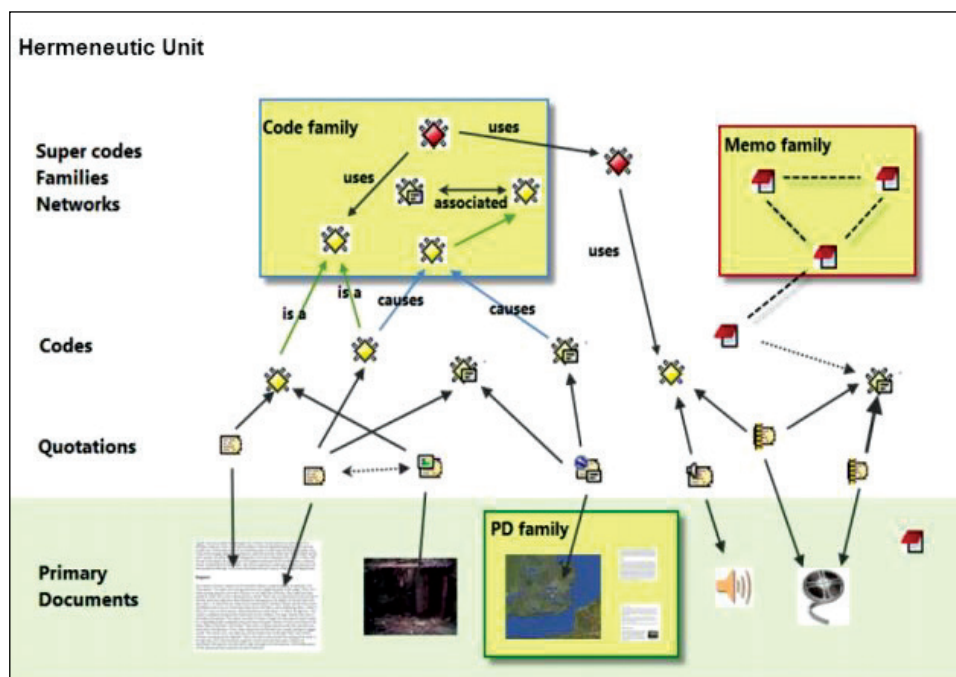 Hermeneutic Unit
Code family
uses
Memo family
Super codes
Families
Networks
uses
associated
uses
is a
is a
causes
causes
Codes
Quotations
PD family
Primary
Documents